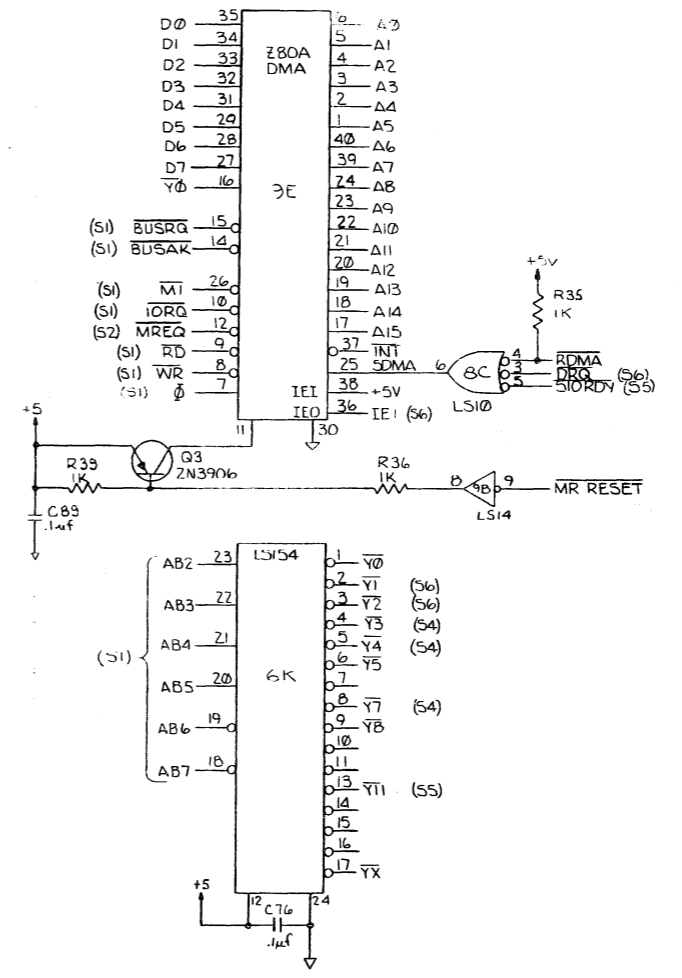 Z80A
DMA
3E
D0 35
D1 34
D2 33
D3 32
D4 31
D5 29
D6 28
D7 27
Y0 16
(S1) BUSRQ 15
(S1) BUSAK 14
(S1) M1 26
(S1) IORQ 10
(S2) MREQ 12
(S1) RD 9
(S1) WR 8
(S1) Φ 7
6 A0
5 A1
4 A2
3 A3
2 A4
1 A5
40 A6
39 A7
24 A8
23 A9
22 A10
21 A11
20 A12
19 A13
18 A14
17 A15
37 INT
25 SDMA
IEI 38 +5V
IEO 36 IE1 (S6)
11 30
6 8C
LS10
+5V
R35
1K
4 RDMA
3 DRQ (S6)
5 SIORDY (S5)
+5
Q3
2N3906
R39
1K
C89
.1uf
R36
1K
8 9B 9 MR RESET
LS14
LS154
6K
(S1)
AB2 23
AB3 22
AB4 21
AB5 20
AB6 19
AB7 18
1 Y0
2 Y1 (S6)
3 Y2 (S6)
4 Y3 (S4)
5 Y4 (S4)
6 Y5
7
8 Y7 (S4)
9 Y8
10
11
13 Y11 (S5)
14
15
16
17 YX
+5
12 24
C76
.1uf